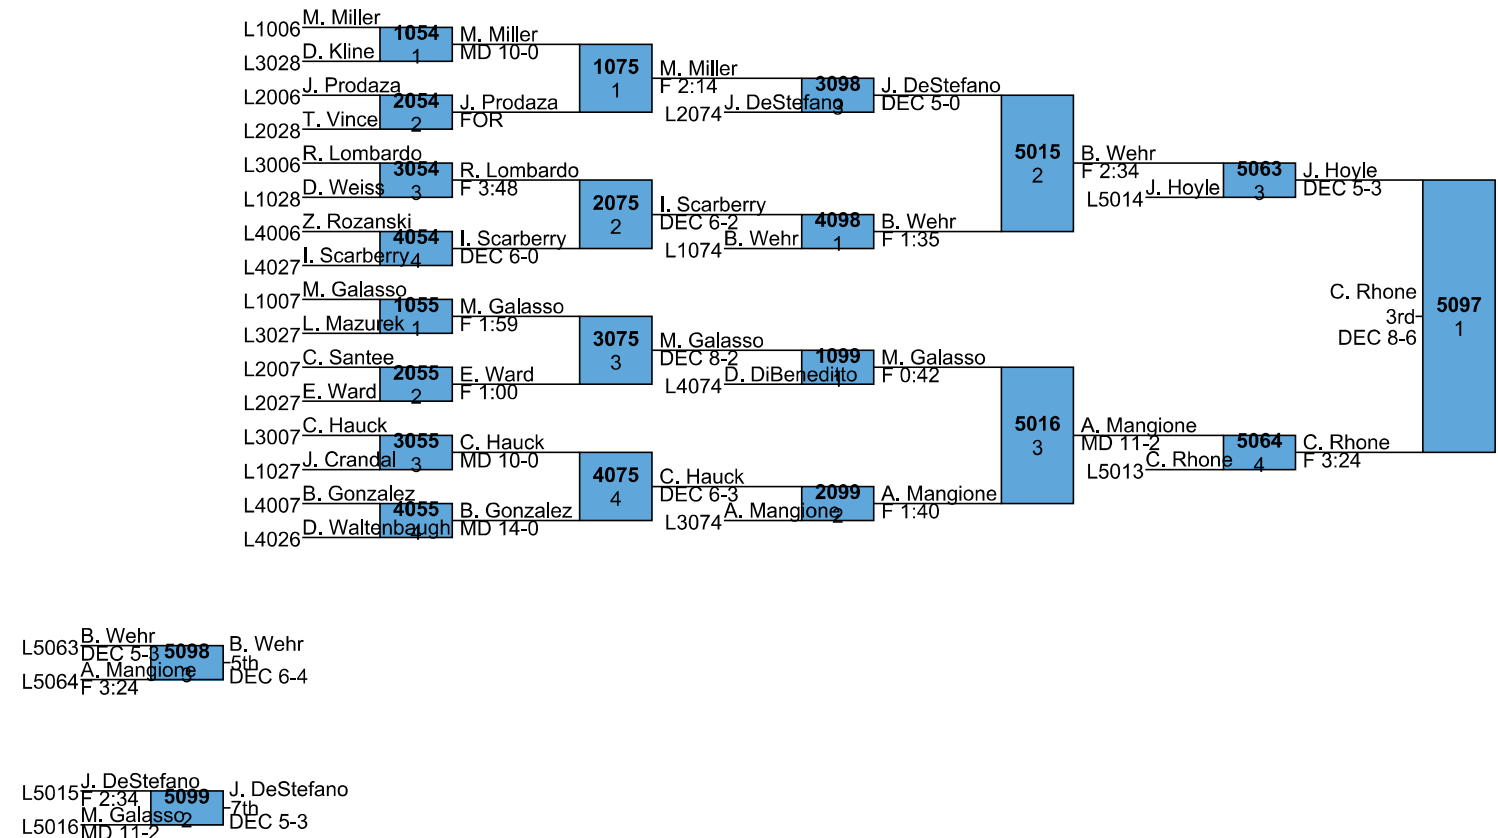 L1006 M. Miller
1054
1
L3028 D. Kline
M. Miller
MD 10-0
L2006 J. Prodaza
2054
2
L2028 T. Vince
J. Prodaza
FOR
1075
1
M. Miller
F 2:14
L2074 J. DeStefano
3098
3
J. DeStefano
DEC 5-0
L3006 R. Lombardo
3054
3
L1028 D. Weiss
R. Lombardo
F 3:48
L4006 Z. Rozanski
4054
4
L4027 I. Scarberry
I. Scarberry
DEC 6-0
2075
2
I. Scarberry
DEC 6-2
L1074 B. Wehr
4098
1
B. Wehr
F 1:35
5015
2
B. Wehr
F 2:34
L5014 J. Hoyle
5063
3
J. Hoyle
DEC 5-3
L1007 M. Galasso
1055
1
L3027 L. Mazurek
M. Galasso
F 1:59
L2007 C. Santee
2055
2
L2027 E. Ward
E. Ward
F 1:00
3075
3
M. Galasso
DEC 8-2
L4074 D. DiBeneditto
1099
1
M. Galasso
F 0:42
L3007 C. Hauck
3055
3
L1027 J. Crandal
C. Hauck
MD 10-0
L4007 B. Gonzalez
4055
4
L4026 D. Waltenbaugh
B. Gonzalez
MD 14-0
4075
4
C. Hauck
DEC 6-3
L3074 A. Mangione
2099
2
A. Mangione
F 1:40
5016
3
A. Mangione
MD 11-2
L5013 C. Rhone
5064
4
C. Rhone
F 3:24
C. Rhone
3rd
DEC 8-6
5097
1
L5063 B. Wehr
DEC 5-3
5098
3
L5064 A. Mangione
F 3:24
B. Wehr
5th
DEC 6-4
L5015 J. DeStefano
F 2:34
5099
2
L5016 M. Galasso
MD 11-2
J. DeStefano
7th
DEC 5-3